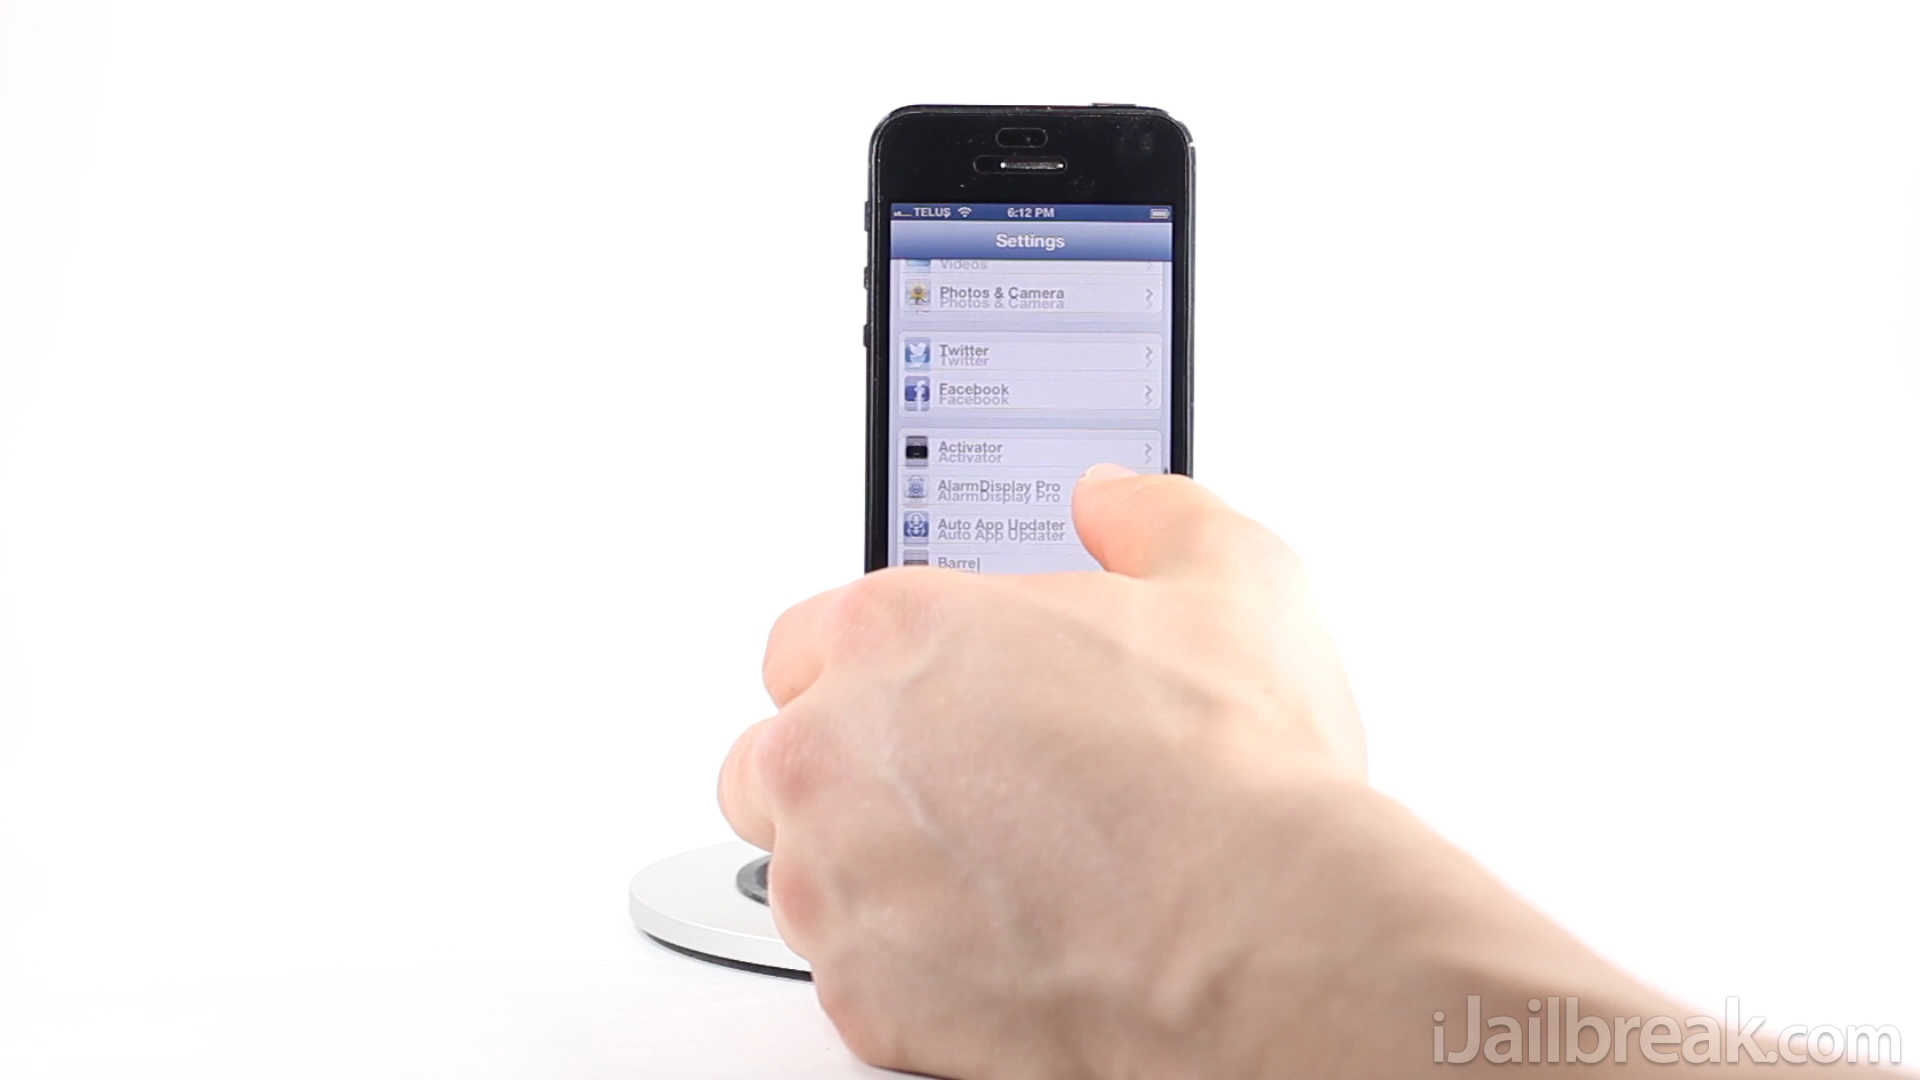 TELUS 6:12 PM
Settings
Videos
Photos & Camera
Twitter
Facebook
Activator
AlarmDisplay Pro
Auto App Updater
Barrel
iJailbreak.com